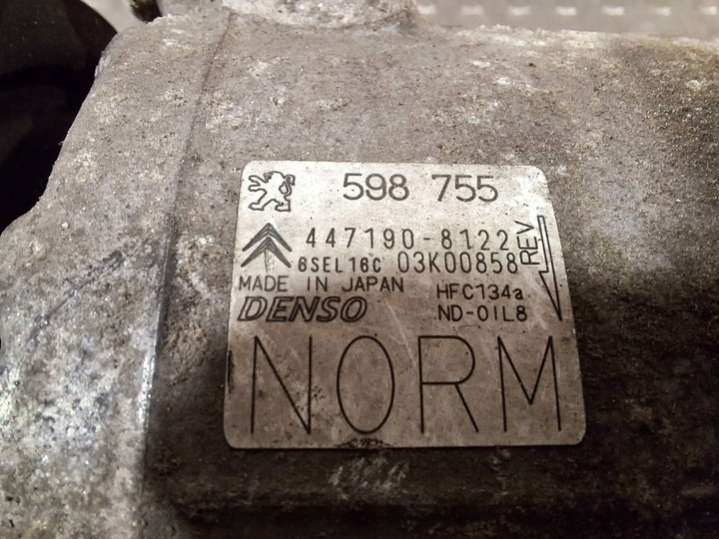 598 755
447190-8122
6SEL16C 03K00858
REV
MADE IN JAPAN HFC134a
DENSO ND-OIL8
NORM